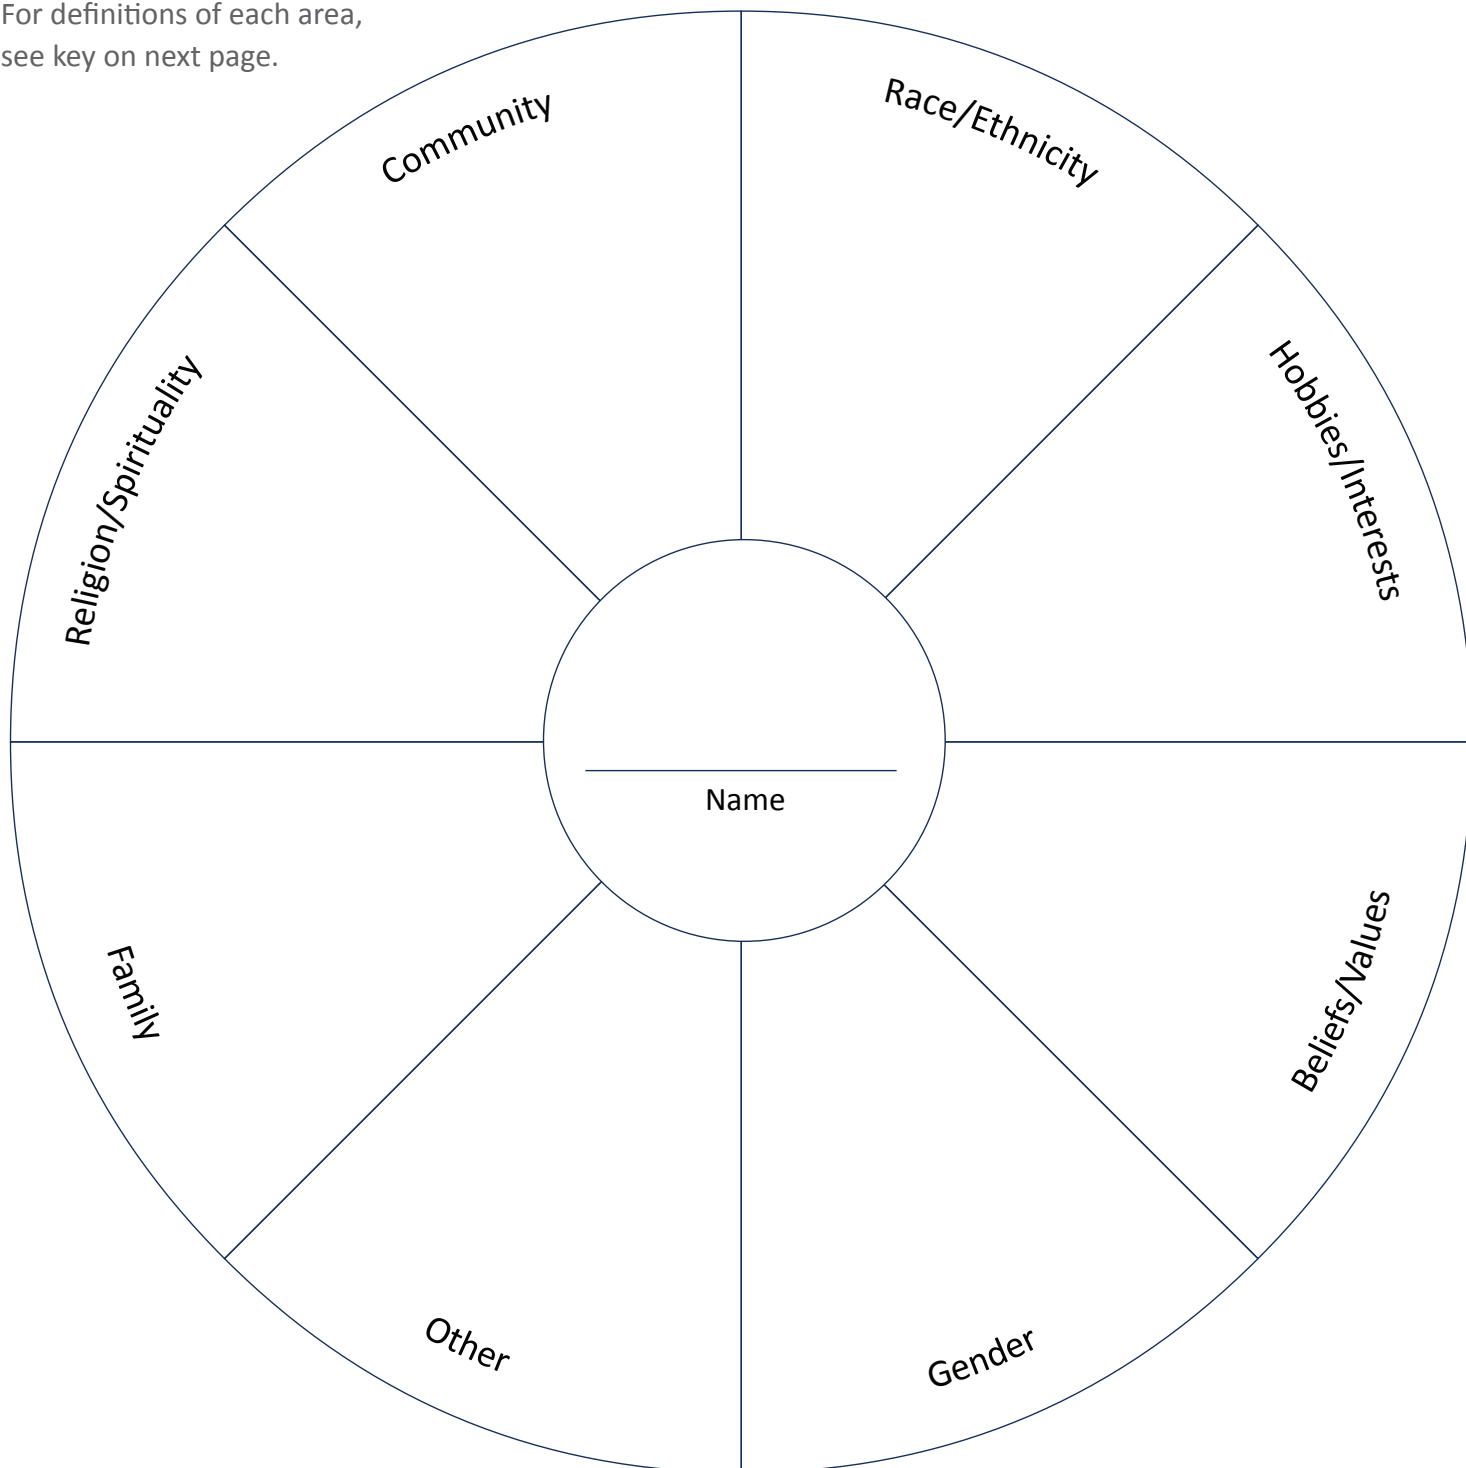 For definitions of each area,
see key on next page.
Community
Race/Ethnicity
Hobbies/Interests
Religion/Spirituality
Name
Family
Beliefs/Values
Other
Gender